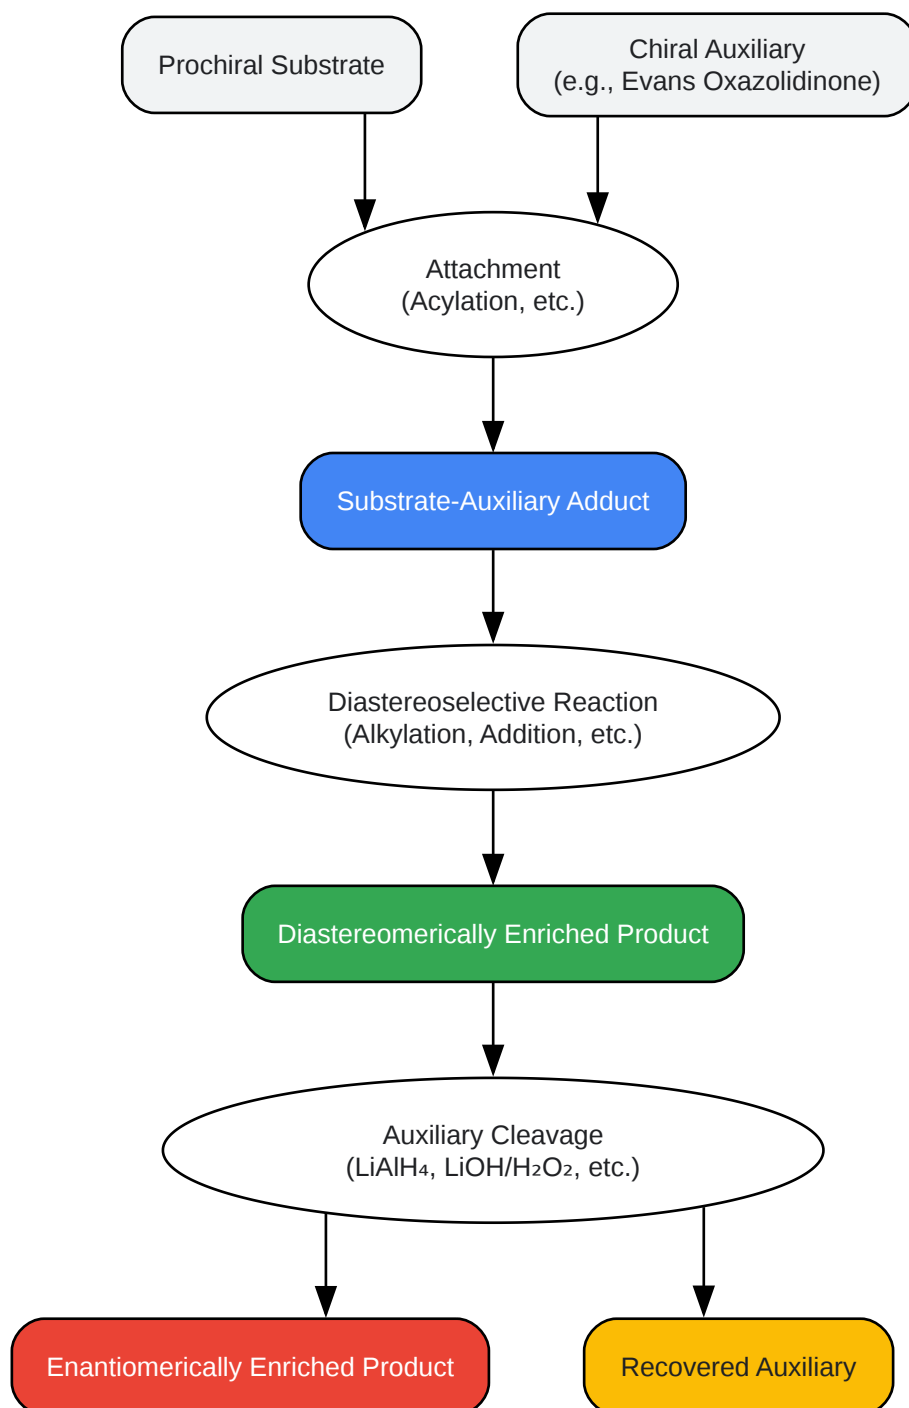 Prochiral Substrate
Chiral Auxiliary
(e.g., Evans Oxazolidinone)
Attachment
(Acylation, etc.)
Substrate-Auxiliary Adduct
Diastereoselective Reaction
(Alkylation, Addition, etc.)
Diastereomerically Enriched Product
Auxiliary Cleavage
(LiAlH₄, LiOH/H₂O₂, etc.)
Enantiomerically Enriched Product
Recovered Auxiliary